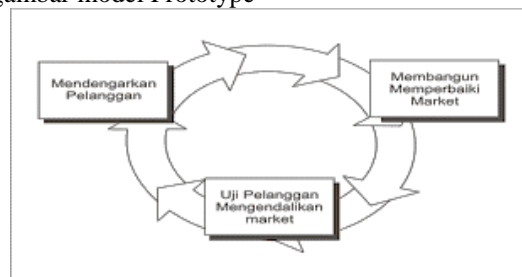 gambar model Prototype
Mendengarkan
Pelanggan
Membangun
Memperbaiki
Market
Uji Pelanggan
Mengendalikan
market